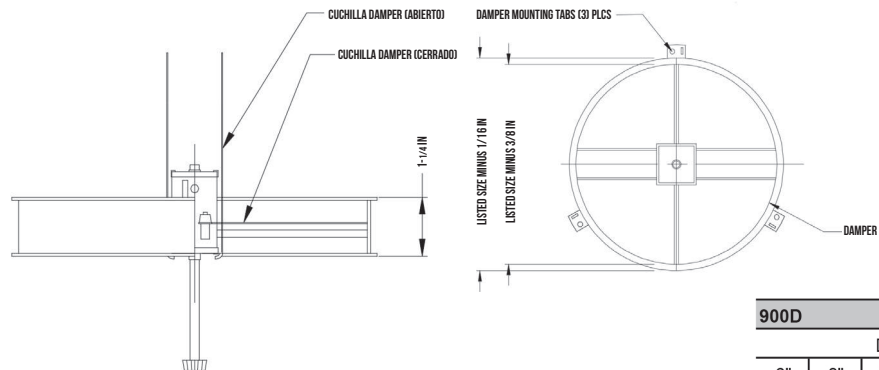 CUCHILLA DAMPER (ABIERTO)
CUCHILLA DAMPER (CERRADO)
1-1/4 IN
DAMPER MOUNTING TABS (3) PLCS
LISTED SIZE MINUS 1/16 IN
LISTED SIZE MINUS 3/8 IN
DAMPER
900D